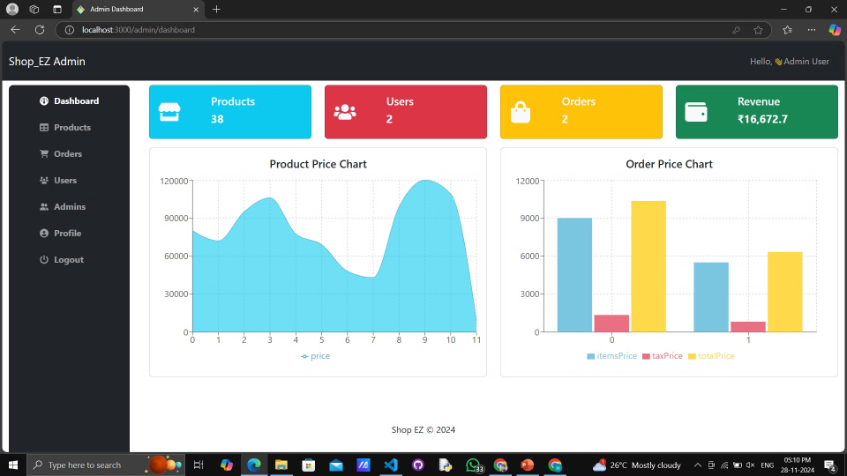 Admin Dashboard
localhost:3000/admin/dashboard
Shop_EZ Admin
Hello, 👋 Admin User
Dashboard
Products
Orders
Users
Admins
Profile
Logout
Products
38
Users
2
Orders
2
Revenue
₹16,672.7
Product Price Chart
120000
90000
60000
30000
0
0 1 2 3 4 5 6 7 8 9 10 11
price
Order Price Chart
12000
9000
6000
3000
0
0 1
itemsPrice taxPrice totalPrice
Shop EZ © 2024
Type here to search
33
26°C Mostly cloudy
ENG
05:10 PM
28-11-2024
4